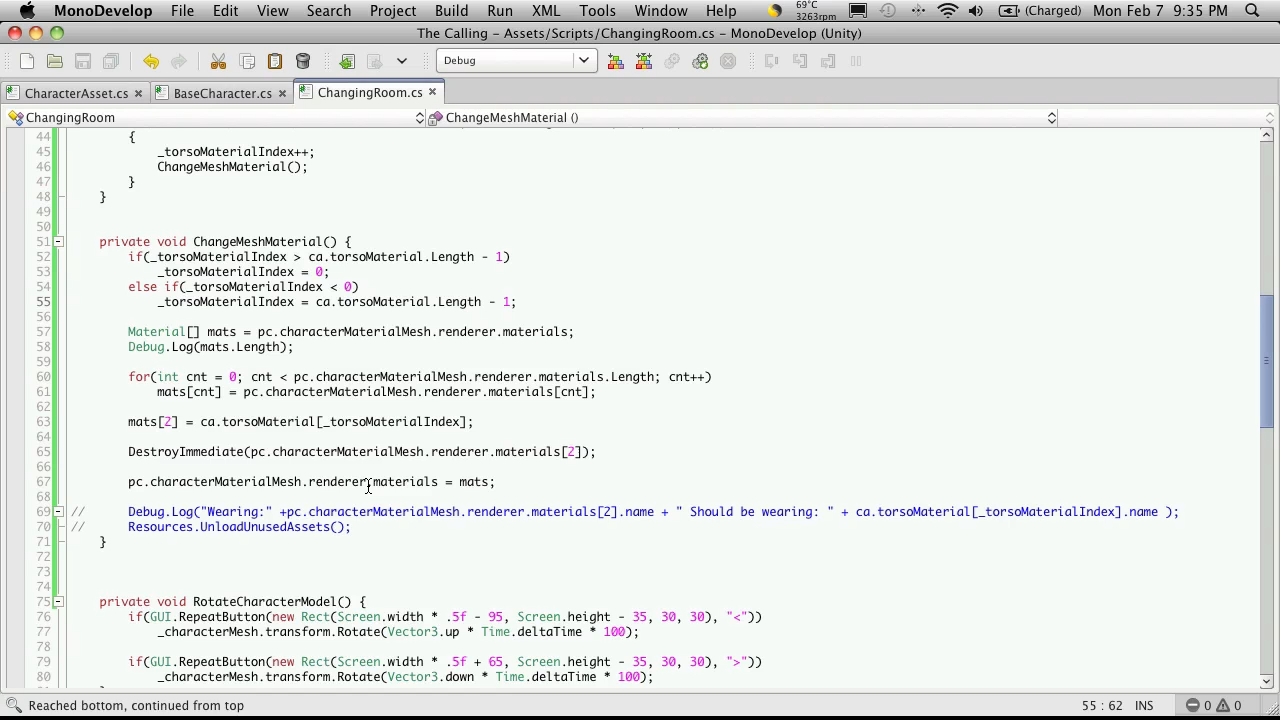 MonoDevelop File Edit View Search Project Build Run XML Tools Window Help 69°C 3263rpm (Charged) Mon Feb 7 9:35 PM
The Calling - Assets/Scripts/ChangingRoom.cs - MonoDevelop (Unity)
Debug
CharacterAsset.cs BaseCharacter.cs ChangingRoom.cs
ChangingRoom ChangeMeshMaterial ()
44 {
45 _torsoMaterialIndex++;
46 ChangeMeshMaterial();
47 }
48 }
49
50
51 private void ChangeMeshMaterial() {
52 if(_torsoMaterialIndex > ca.torsoMaterial.Length - 1)
53 _torsoMaterialIndex = 0;
54 else if(_torsoMaterialIndex < 0)
55 _torsoMaterialIndex = ca.torsoMaterial.Length - 1;
56
57 Material[] mats = pc.characterMaterialMesh.renderer.materials;
58 Debug.Log(mats.Length);
59
60 for(int cnt = 0; cnt < pc.characterMaterialMesh.renderer.materials.Length; cnt++)
61 mats[cnt] = pc.characterMaterialMesh.renderer.materials[cnt];
62
63 mats[2] = ca.torsoMaterial[_torsoMaterialIndex];
64
65 DestroyImmediate(pc.characterMaterialMesh.renderer.materials[2]);
66
67 pc.characterMaterialMesh.renderer.materials = mats;
68
69 // Debug.Log("Wearing:" +pc.characterMaterialMesh.renderer.materials[2].name + " Should be wearing: " + ca.torsoMaterial[_torsoMaterialIndex].name );
70 // Resources.UnloadUnusedAssets();
71 }
72
73
74
75 private void RotateCharacterModel() {
76 if(GUI.RepeatButton(new Rect(Screen.width * .5f - 95, Screen.height - 35, 30, 30), "<"))
77 _characterMesh.transform.Rotate(Vector3.up * Time.deltaTime * 100);
78
79 if(GUI.RepeatButton(new Rect(Screen.width * .5f + 65, Screen.height - 35, 30, 30), ">"))
80 _characterMesh.transform.Rotate(Vector3.down * Time.deltaTime * 100);
Reached bottom, continued from top 55 : 62 INS 0 0